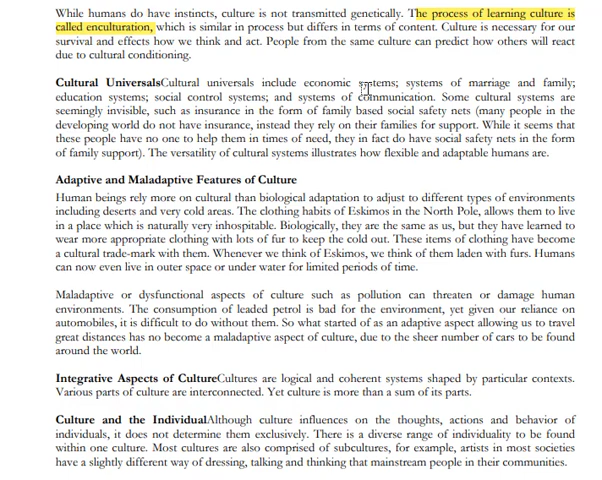 While humans do have instincts, culture is not transmitted genetically. The process of learning culture is
called enculturation, which is similar in process but differs in terms of content. Culture is necessary for our
survival and effects how we think and act. People from the same culture can predict how others will react
due to cultural conditioning.
Cultural UniversalsCultural universals include economic systems; systems of marriage and family;
education systems; social control systems; and systems of communication. Some cultural systems are
seemingly invisible, such as insurance in the form of family based social safety nets (many people in the
developing world do not have insurance, instead they rely on their families for support. While it seems that
these people have no one to help them in times of need, they in fact do have social safety nets in the form
of family support). The versatility of cultural systems illustrates how flexible and adaptable humans are.
Adaptive and Maladaptive Features of Culture
Human beings rely more on cultural than biological adaptation to adjust to different types of environments
including deserts and very cold areas. The clothing habits of Eskimos in the North Pole, allows them to live
in a place which is naturally very inhospitable. Biologically, they are the same as us, but they have learned to
wear more appropriate clothing with lots of fur to keep the cold out. These items of clothing have become
a cultural trade-mark with them. Whenever we think of Eskimos, we think of them laden with furs. Humans
can now even live in outer space or under water for limited periods of time.
Maladaptive or dysfunctional aspects of culture such as pollution can threaten or damage human
environments. The consumption of leaded petrol is bad for the environment, yet given our reliance on
automobiles, it is difficult to do without them. So what started of as an adaptive aspect allowing us to travel
great distances has no become a maladaptive aspect of culture, due to the sheer number of cars to be found
around the world.
Integrative Aspects of CultureCultures are logical and coherent systems shaped by particular contexts.
Various parts of culture are interconnected. Yet culture is more than a sum of its parts.
Culture and the IndividualAlthough culture influences on the thoughts, actions and behavior of
individuals, it does not determine them exclusively. There is a diverse range of individuality to be found
within one culture. Most cultures are also comprised of subcultures, for example, artists in most societies
have a slightly different way of dressing, talking and thinking that mainstream people in their communities.